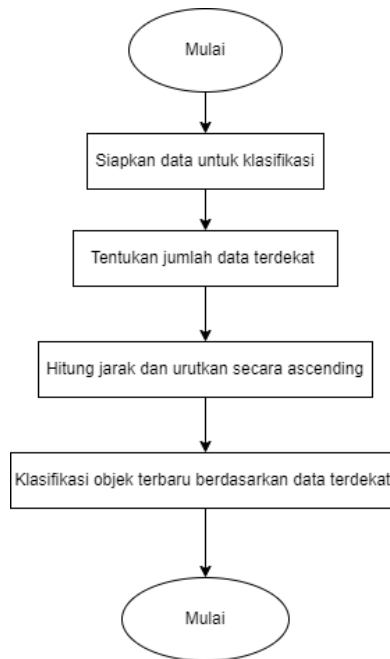 Mulai
Siapkan data untuk klasifikasi
Tentukan jumlah data terdekat
Hitung jarak dan urutkan secara ascending
Klasifikasi objek terbaru berdasarkan data terdekat
Mulai